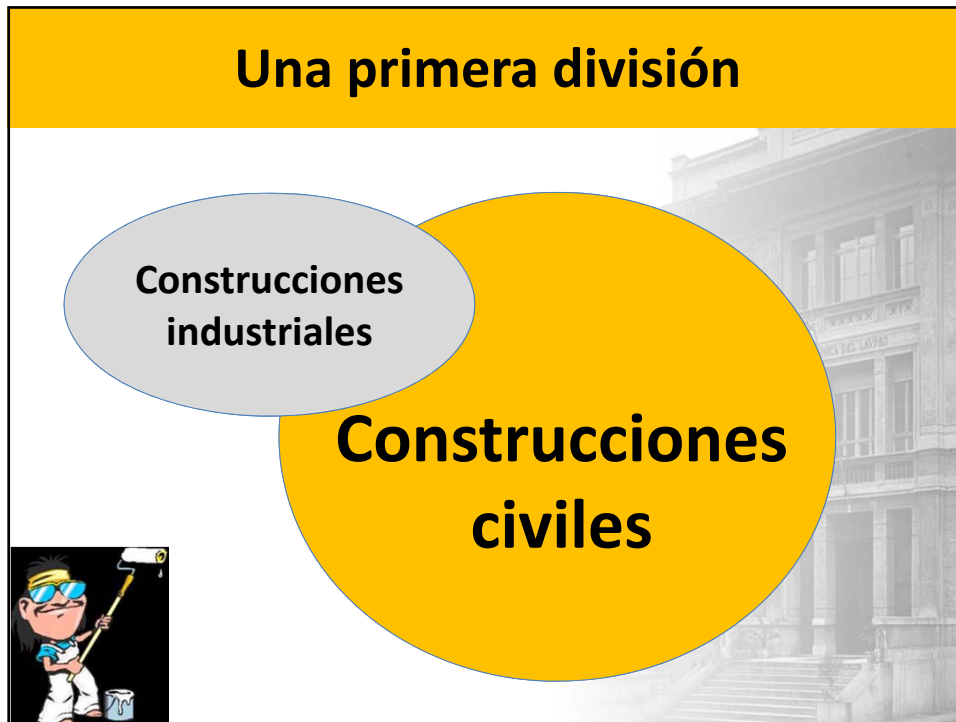 Una primera división
Construcciones
industriales
Construcciones
civiles